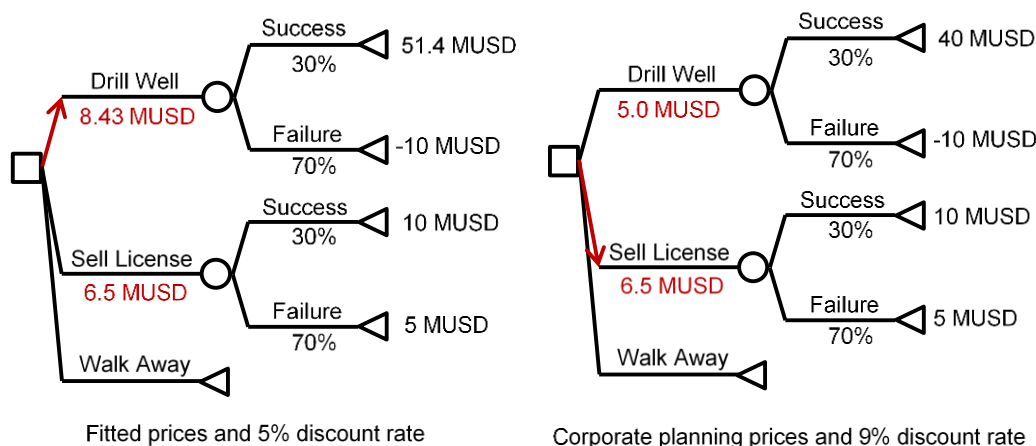 Success
30%
51.4 MUSD
Drill Well
8.43 MUSD
Failure
70%
-10 MUSD
Success
30%
10 MUSD
Sell License
6.5 MUSD
Failure
70%
5 MUSD
Walk Away
Fitted prices and 5% discount rate
Success
30%
40 MUSD
Drill Well
5.0 MUSD
Failure
70%
-10 MUSD
Success
30%
10 MUSD
Sell License
6.5 MUSD
Failure
70%
5 MUSD
Walk Away
Corporate planning prices and 9% discount rate